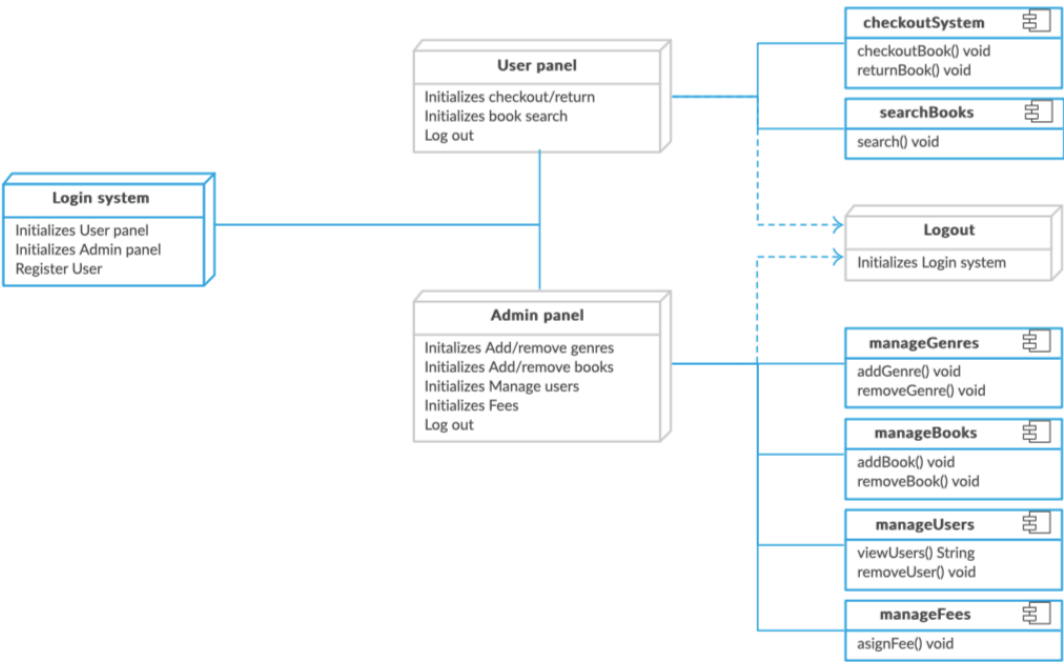 checkoutSystem
checkoutBook() void
returnBook() void
User panel
Initializes checkout/return
Initializes book search
Log out
searchBooks
search() void
Login system
Initializes User panel
Initializes Admin panel
Register User
Logout
Initializes Login system
Admin panel
Initalizes Add/remove genres
Initializes Add/remove books
Initializes Manage users
Initializes Fees
Log out
manageGenres
addGenre() void
removeGenre() void
manageBooks
addBook() void
removeBook() void
manageUsers
viewUsers() String
removeUser() void
manageFees
asignFee() void